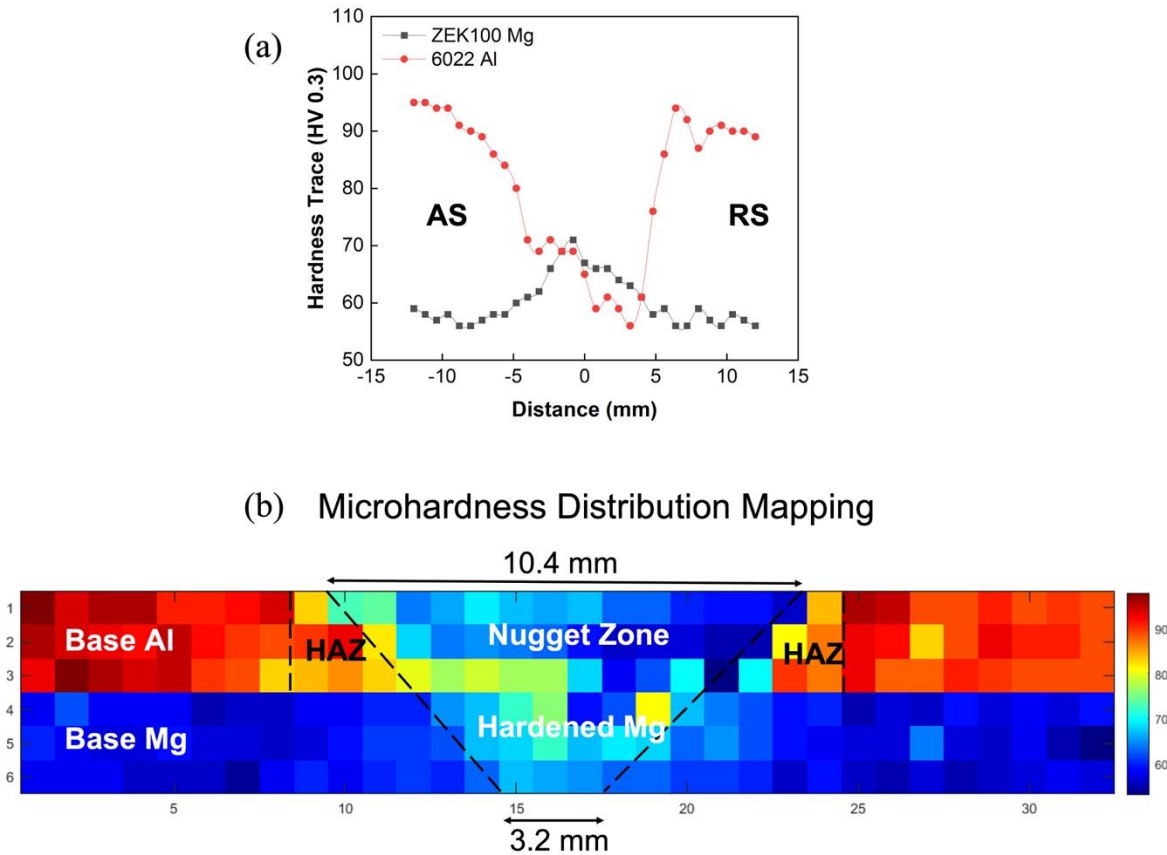 (a)
ZEK100 Mg
6022 Al
110
100
90
80
70
60
50
Hardness Trace (HV 0.3)
AS
RS
-15 -10 -5 0 5 10 15
Distance (mm)
(b) Microhardness Distribution Mapping
10.4 mm
1
2
3
4
5
6
Base Al
HAZ
Nugget Zone
HAZ
Base Mg
Hardened Mg
90
80
70
60
5 10 15 20 25 30
3.2 mm